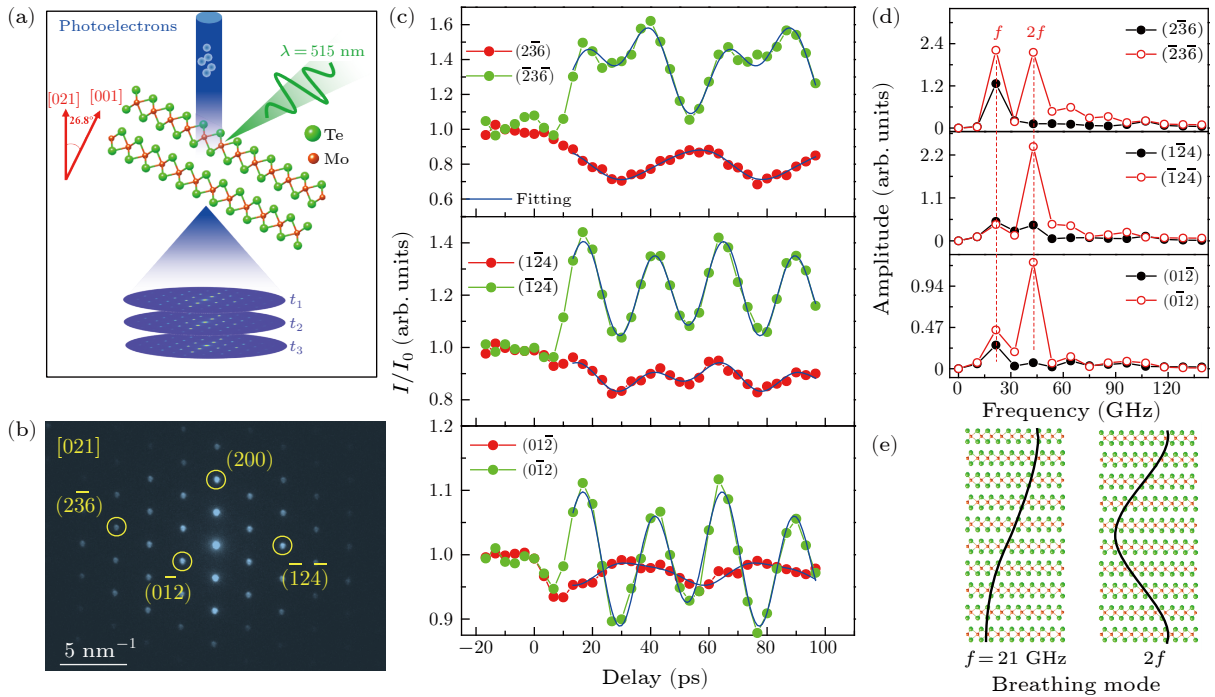 (a)
Photoelectrons
λ = 515 nm
[021]
[001]
26.8°
Te
Mo
t₁
t₂
t₃
(b)
[021]
(200)
(23̅6̅)
(01̅2)
(1̅24̅)
5 nm⁻¹
(c)
I/I₀ (arb. units)
(23̅6)
(2̅36̅)
Fitting
1.6
1.4
1.2
1.0
0.8
0.6
(12̅4)
(1̅24̅)
1.4
1.2
1.0
0.8
1.2
(012̅)
(01̅2)
1.1
1.0
0.9
−20
0
20
40
60
80
100
Delay (ps)
(d)
Amplitude (arb. units)
f
2f
(23̅6)
(2̅36̅)
2.4
1.2
0
(12̅4)
(1̅24̅)
2.2
1.1
0
(012̅)
(01̅2)
0.94
0.47
0
0
30
60
90
120
Frequency (GHz)
(e)
f = 21 GHz
2f
Breathing mode